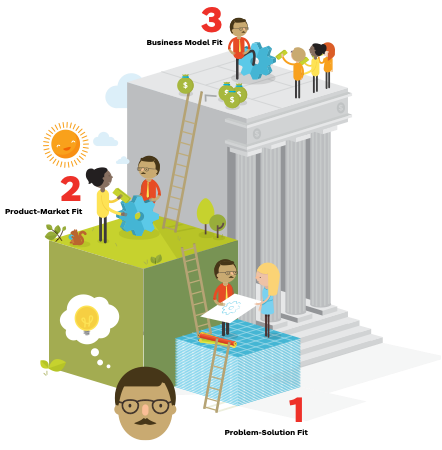 3
Business Model Fit
$
$ $
$
2
Product-Market Fit
1
Problem-Solution Fit